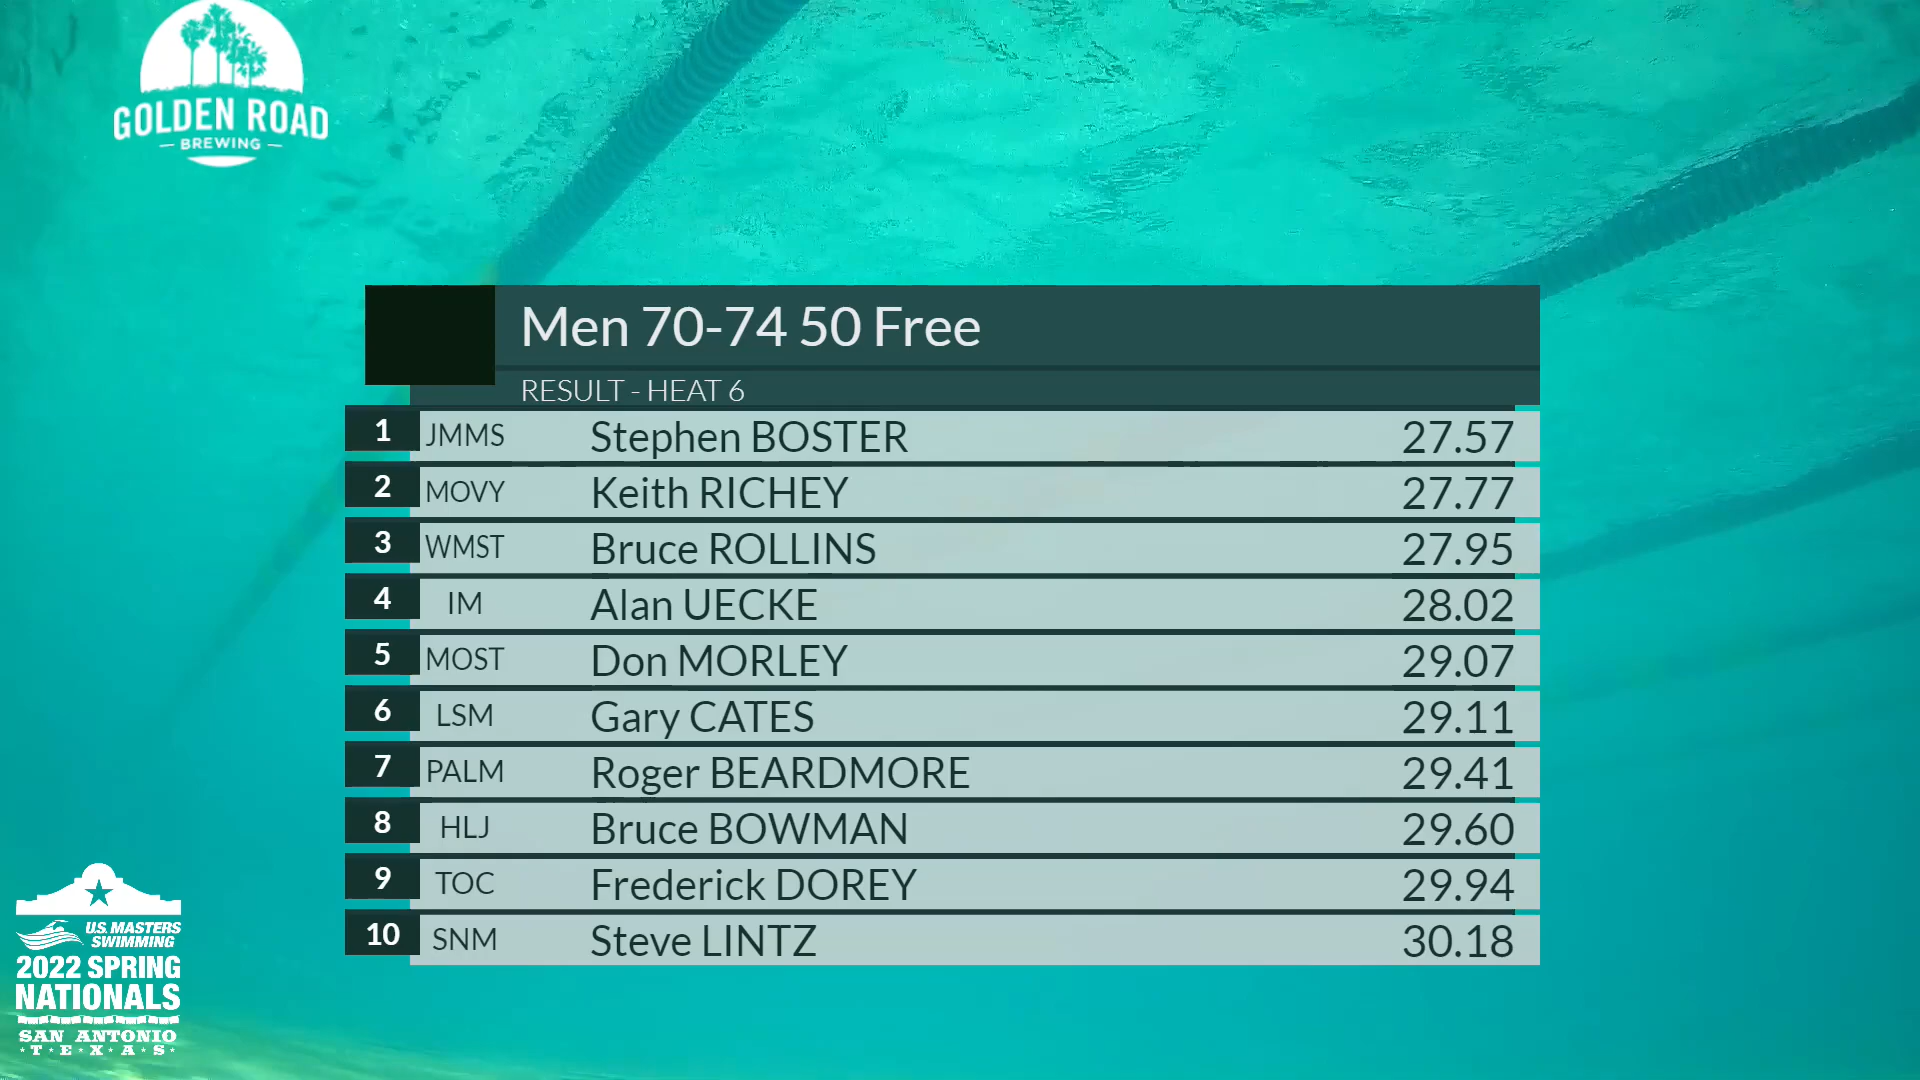 GOLDEN ROAD
BREWING
Men 70-74 50 Free
RESULT - HEAT 6
1 JMMS Stephen BOSTER 27.57
2 MOVY Keith RICHEY 27.77
3 WMST Bruce ROLLINS 27.95
4 IM Alan UECKE 28.02
5 MOST Don MORLEY 29.07
6 LSM Gary CATES 29.11
7 PALM Roger BEARDMORE 29.41
8 HLJ Bruce BOWMAN 29.60
9 TOC Frederick DOREY 29.94
10 SNM Steve LINTZ 30.18
U.S. MASTERS
SWIMMING
2022 SPRING
NATIONALS
SAN ANTONIO
T·E·X·A·S